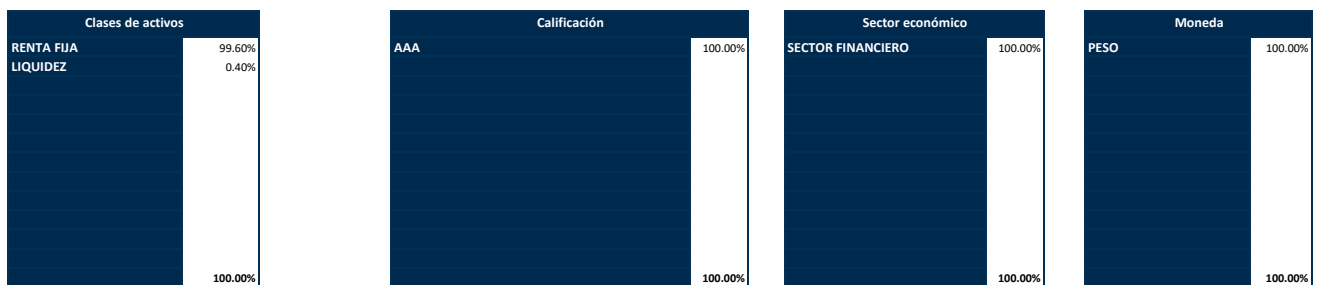 Clases de activos
RENTA FIJA 99.60%
LIQUIDEZ 0.40%
100.00%
Calificación
AAA 100.00%
100.00%
Sector económico
SECTOR FINANCIERO 100.00%
100.00%
Moneda
PESO 100.00%
100.00%